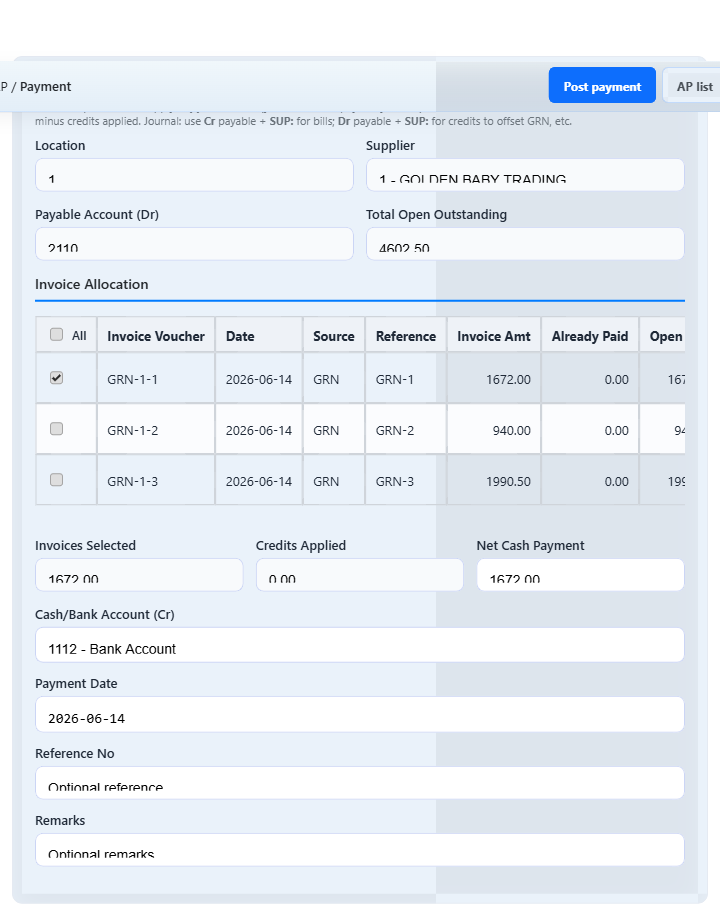 P / Payment
Post payment
AP list
minus credits applied. Journal: use Cr payable + SUP: for bills; Dr payable + SUP: for credits to offset GRN, etc.
Location
Supplier
1
1 - GOLDEN BABY TRADING
Payable Account (Dr)
Total Open Outstanding
2110
4602.50
Invoice Allocation
All Invoice Voucher Date Source Reference Invoice Amt Already Paid Open
GRN-1-1 2026-06-14 GRN GRN-1 1672.00 0.00 167
GRN-1-2 2026-06-14 GRN GRN-2 940.00 0.00 94
GRN-1-3 2026-06-14 GRN GRN-3 1990.50 0.00 199
Invoices Selected
Credits Applied
Net Cash Payment
1672.00
0.00
1672.00
Cash/Bank Account (Cr)
1112 - Bank Account
Payment Date
2026-06-14
Reference No
Optional reference
Remarks
Optional remarks